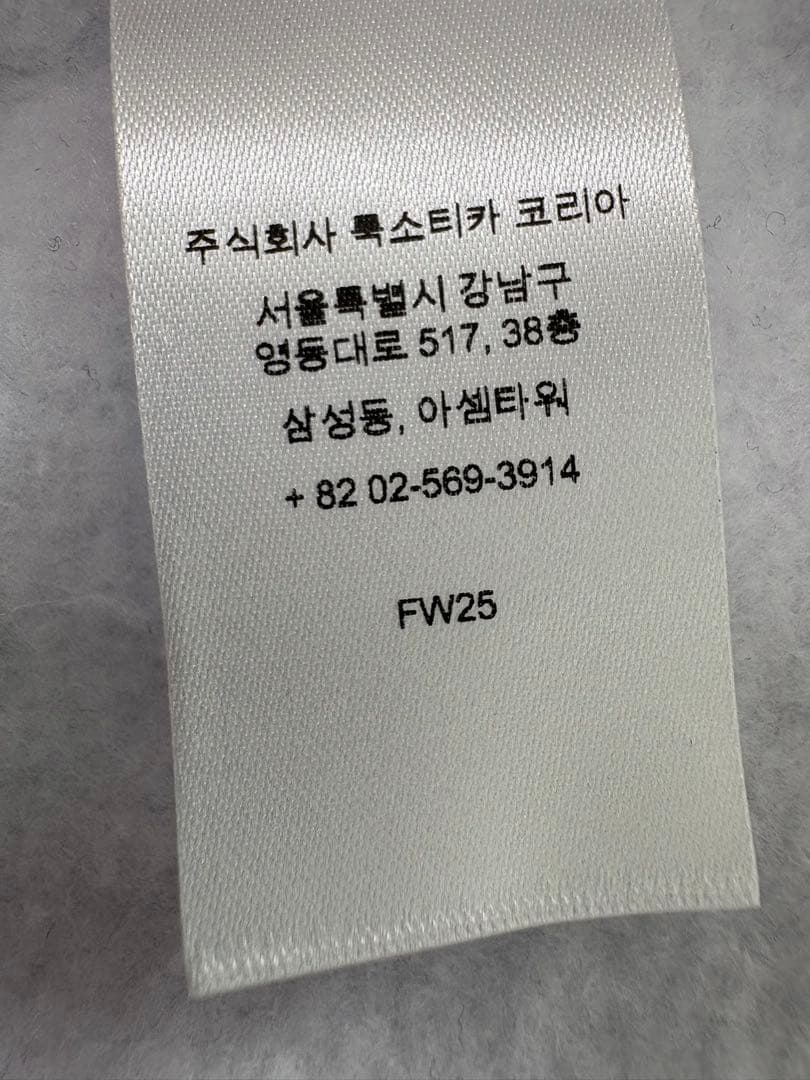 주식회사 룩소티카 코리아
서울특별시 강남구
영동대로 517, 38층
삼성동, 아셈타워
+ 82 02-569-3914
FW25